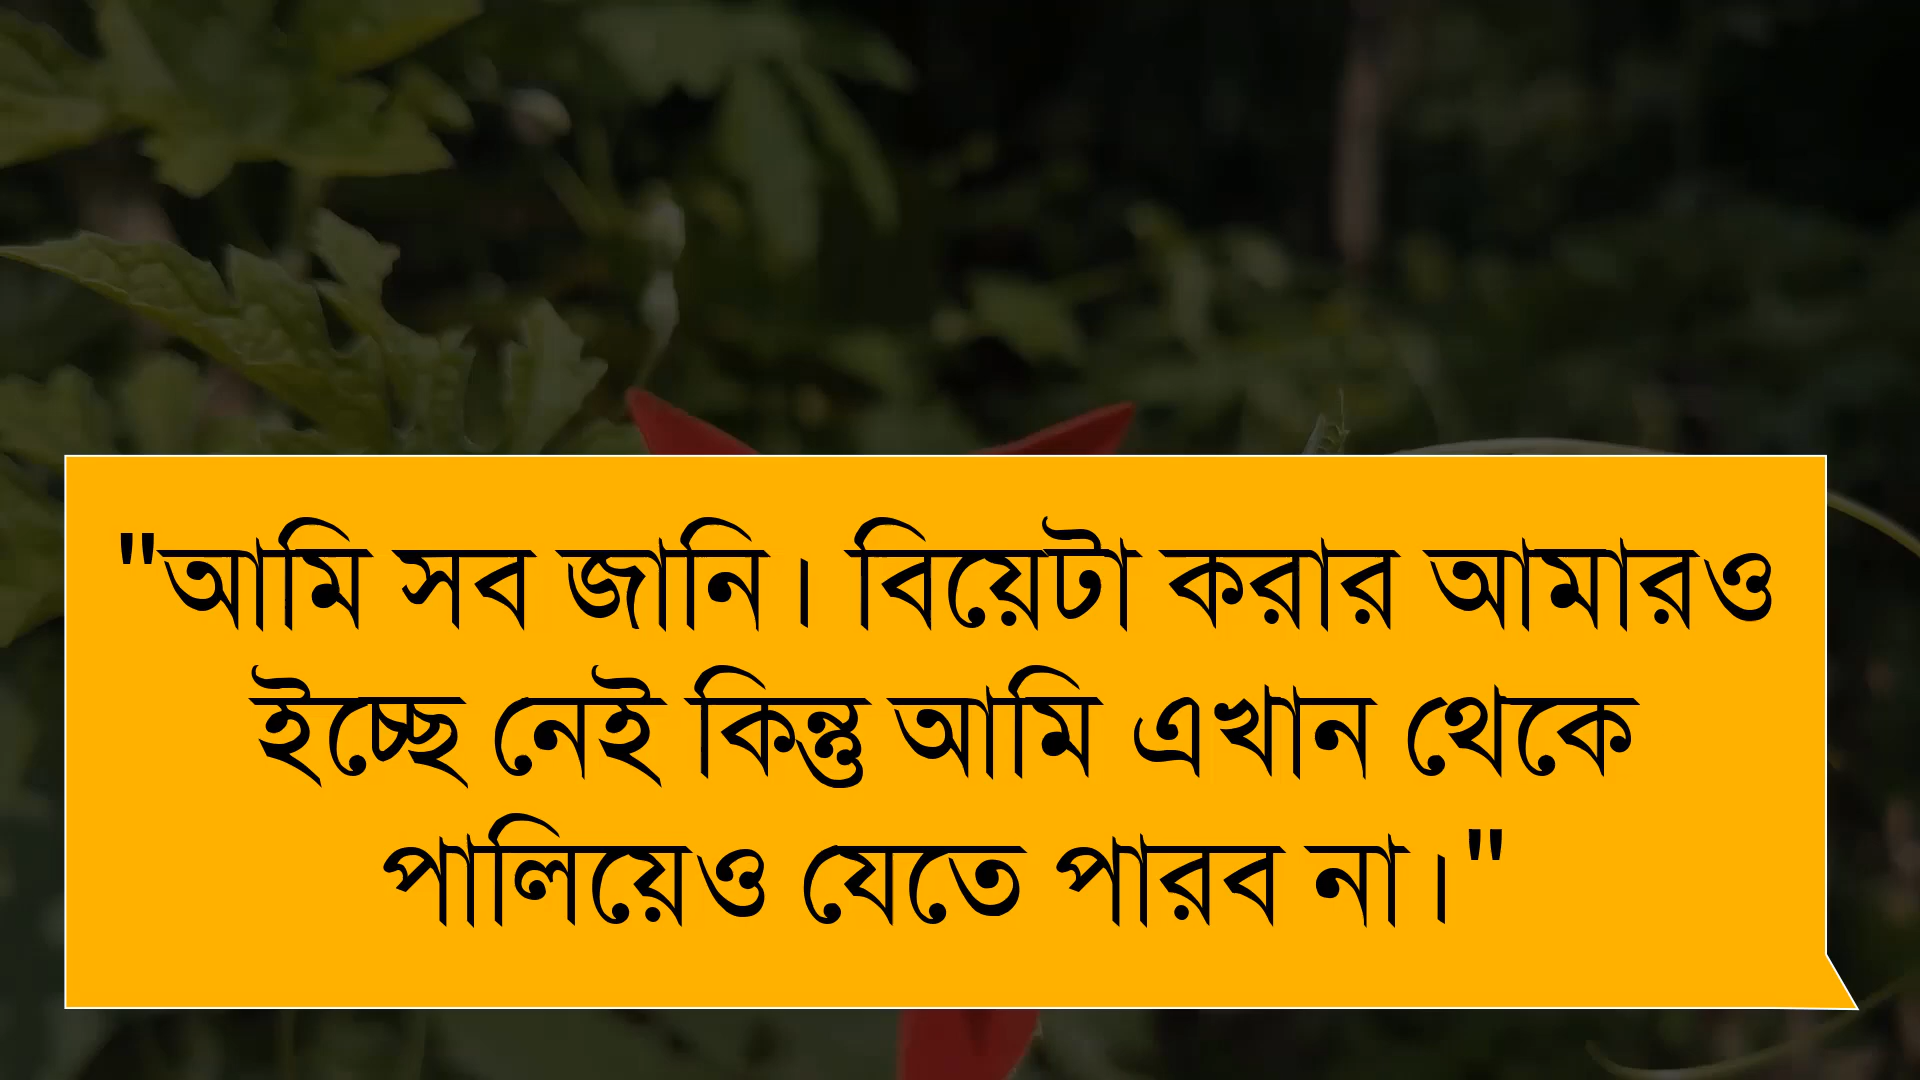 "আমি সব জানি। বিয়েটা করার আমারও
ইচ্ছে নেই কিন্তু আমি এখান থেকে
পালিয়েও যেতে পারব না।"